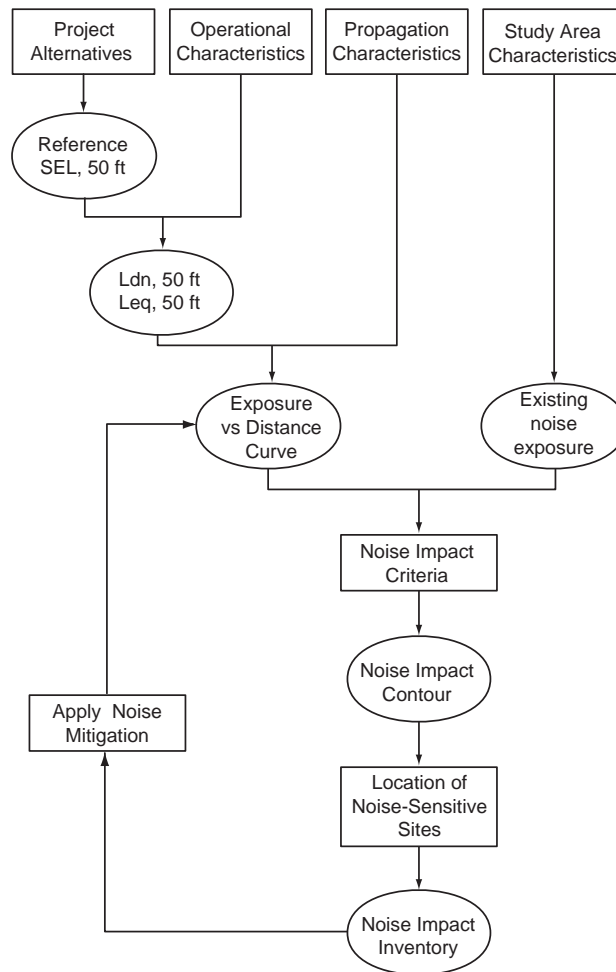 Project
Alternatives
Operational
Characteristics
Propagation
Characteristics
Study Area
Characteristics
Reference
SEL, 50 ft
Ldn, 50 ft
Leq, 50 ft
Exposure
vs Distance
Curve
Existing
noise
exposure
Noise Impact
Criteria
Noise Impact
Contour
Apply Noise
Mitigation
Location of
Noise-Sensitive
Sites
Noise Impact
Inventory